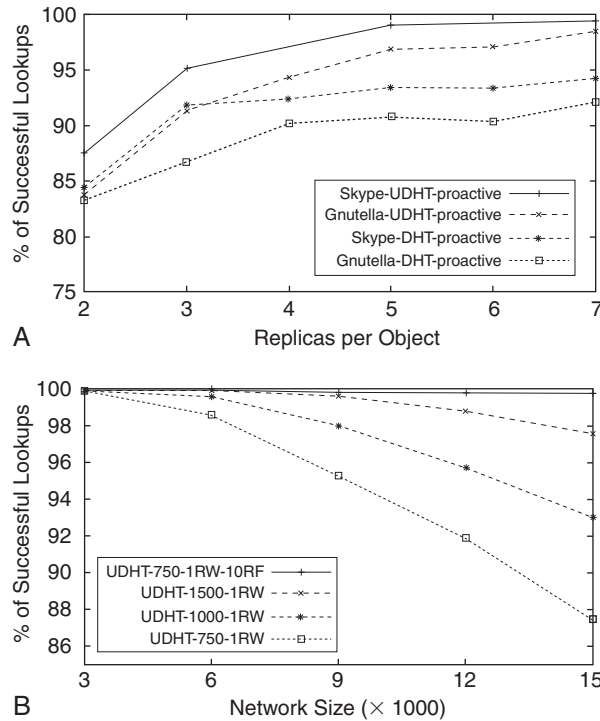 100
95
90
85
80
75
% of Successful Lookups
Skype-UDHT-proactive
Gnutella-UDHT-proactive
Skype-DHT-proactive
Gnutella-DHT-proactive
2 3 4 5 6 7
A
Replicas per Object
100
98
96
94
92
90
88
86
% of Successful Lookups
UDHT-750-1RW-10RF
UDHT-1500-1RW
UDHT-1000-1RW
UDHT-750-1RW
3 6 9 12 15
B
Network Size (× 1000)